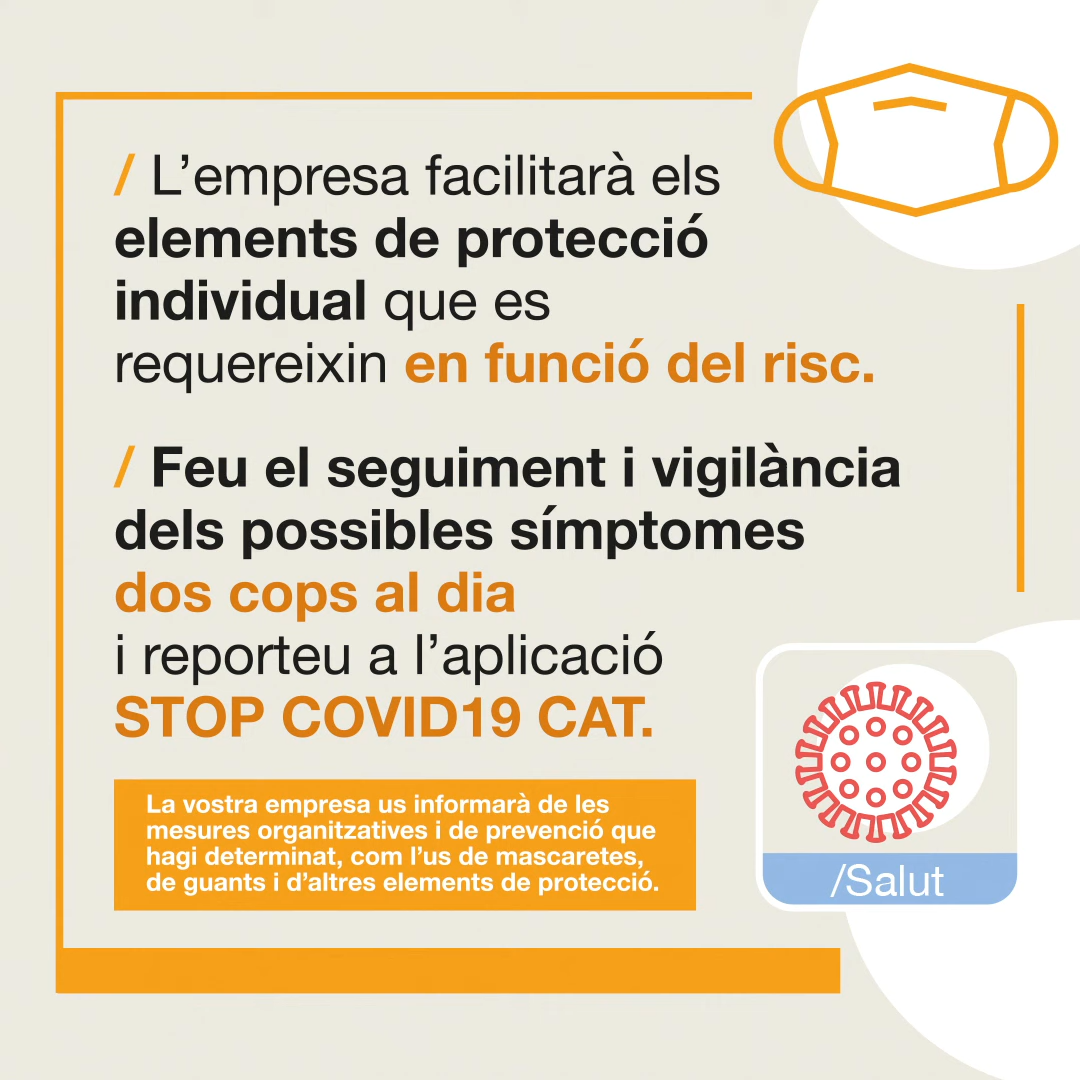 / L’empresa facilitarà els
elements de protecció
individual que es
requereixin en funció del risc.
/ Feu el seguiment i vigilància
dels possibles símptomes
dos cops al dia
i reporteu a l’aplicació
STOP COVID19 CAT.
La vostra empresa us informarà de les
mesures organitzatives i de prevenció que
hagi determinat, com l’us de mascaretes,
de guants i d’altres elements de protecció.
/Salut